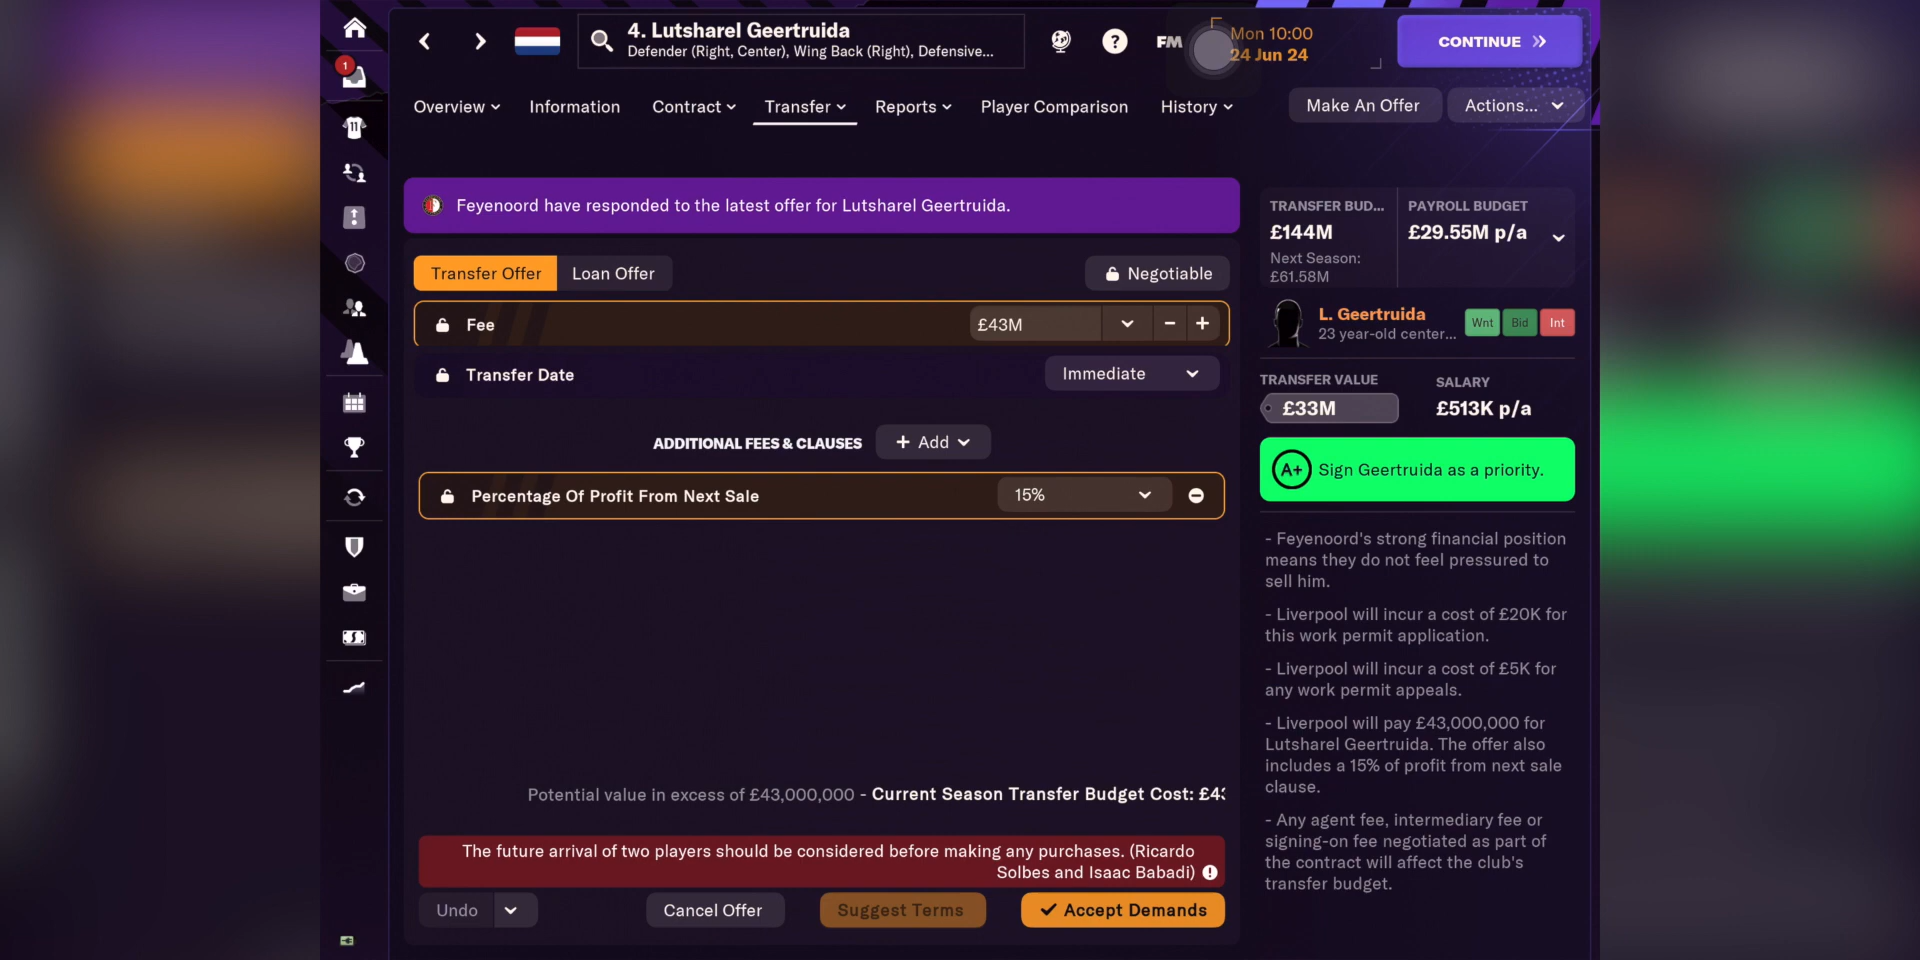 4. Lutsharel Geertruida
Defender (Right, Center), Wing Back (Right), Defensive...
?
FM
Mon 10:00
24 Jun 24
CONTINUE
1
11
Overview
Information
Contract
Transfer
Reports
Player Comparison
History
Make An Offer
Actions...
Feyenoord have responded to the latest offer for Lutsharel Geertruida.
Transfer Offer
Loan Offer
Negotiable
Fee
£43M
Transfer Date
Immediate
ADDITIONAL FEES & CLAUSES
+ Add
Percentage Of Profit From Next Sale
15%
Potential value in excess of £43,000,000 - Current Season Transfer Budget Cost: £43
The future arrival of two players should be considered before making any purchases. (Ricardo
Solbes and Isaac Babadi)
Undo
Cancel Offer
Suggest Terms
Accept Demands
TRANSFER BUD...
£144M
Next Season:
£61.58M
PAYROLL BUDGET
£29.55M p/a
L. Geertruida
23 year-old center...
Wnt
Bid
Int
TRANSFER VALUE
£33M
SALARY
£513K p/a
A+
Sign Geertruida as a priority.
- Feyenoord's strong financial position
means they do not feel pressured to
sell him.
- Liverpool will incur a cost of £20K for
this work permit application.
- Liverpool will incur a cost of £5K for
any work permit appeals.
- Liverpool will pay £43,000,000 for
Lutsharel Geertruida. The offer also
includes a 15% of profit from next sale
clause.
- Any agent fee, intermediary fee or
signing-on fee negotiated as part of
the contract will affect the club's
transfer budget.